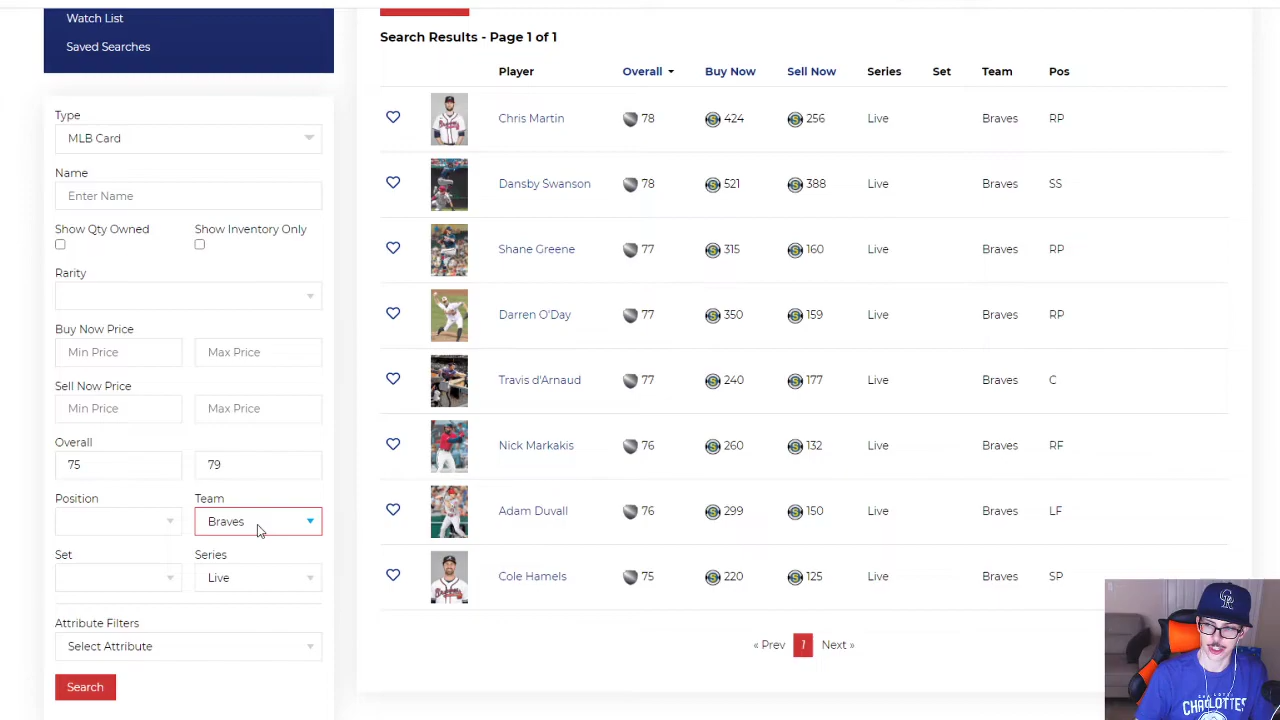 Watch List
Saved Searches
Type
MLB Card
Name
Enter Name
Show Qty Owned Show Inventory Only
Rarity
Buy Now Price
Min Price Max Price
Sell Now Price
Min Price Max Price
Overall
75 79
Position Team
Braves
Set Series
Live
Attribute Filters
Select Attribute
Search
Search Results - Page 1 of 1
Player Overall Buy Now Sell Now Series Set Team Pos
Chris Martin 78 424 256 Live Braves RP
Dansby Swanson 78 521 388 Live Braves SS
Shane Greene 77 315 160 Live Braves RP
Darren O'Day 77 350 159 Live Braves RP
Travis d'Arnaud 77 240 177 Live Braves C
Nick Markakis 76 260 132 Live Braves RF
Adam Duvall 76 299 150 Live Braves LF
Cole Hamels 75 220 125 Live Braves SP
« Prev 1 Next »
CR